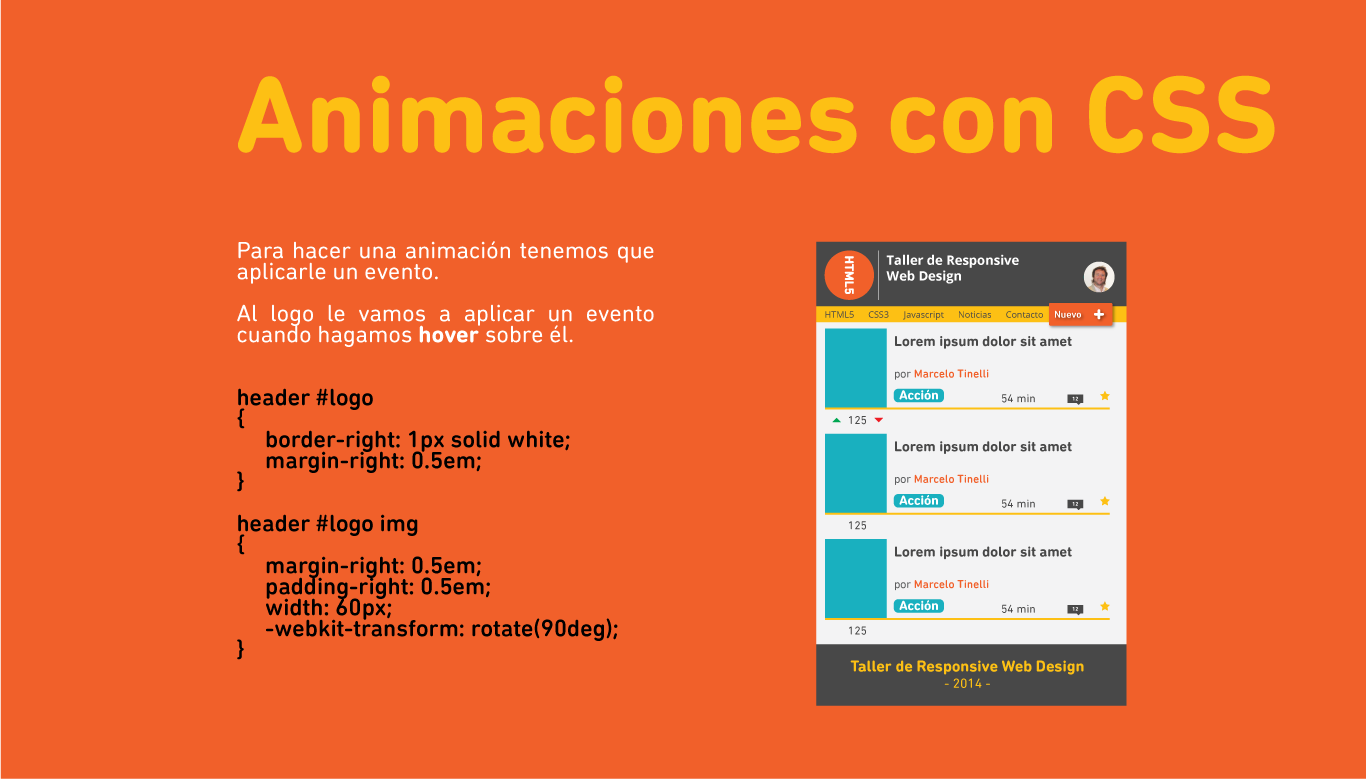 Animaciones con CSS
Para hacer una animación tenemos que
aplicarle un evento.
Al logo le vamos a aplicar un evento
cuando hagamos hover sobre él.
header #logo
{
border-right: 1px solid white;
margin-right: 0.5em;
}
header #logo img
{
margin-right: 0.5em;
padding-right: 0.5em;
width: 60px;
-webkit-transform: rotate(90deg);
}
HTML5
Taller de Responsive
Web Design
HTML5 CSS3 Javascript Noticias Contacto Nuevo +
Lorem ipsum dolor sit amet
por Marcelo Tinelli
Acción 54 min 12
125
Lorem ipsum dolor sit amet
por Marcelo Tinelli
Acción 54 min 12
125
Lorem ipsum dolor sit amet
por Marcelo Tinelli
Acción 54 min 12
125
Taller de Responsive Web Design
- 2014 -